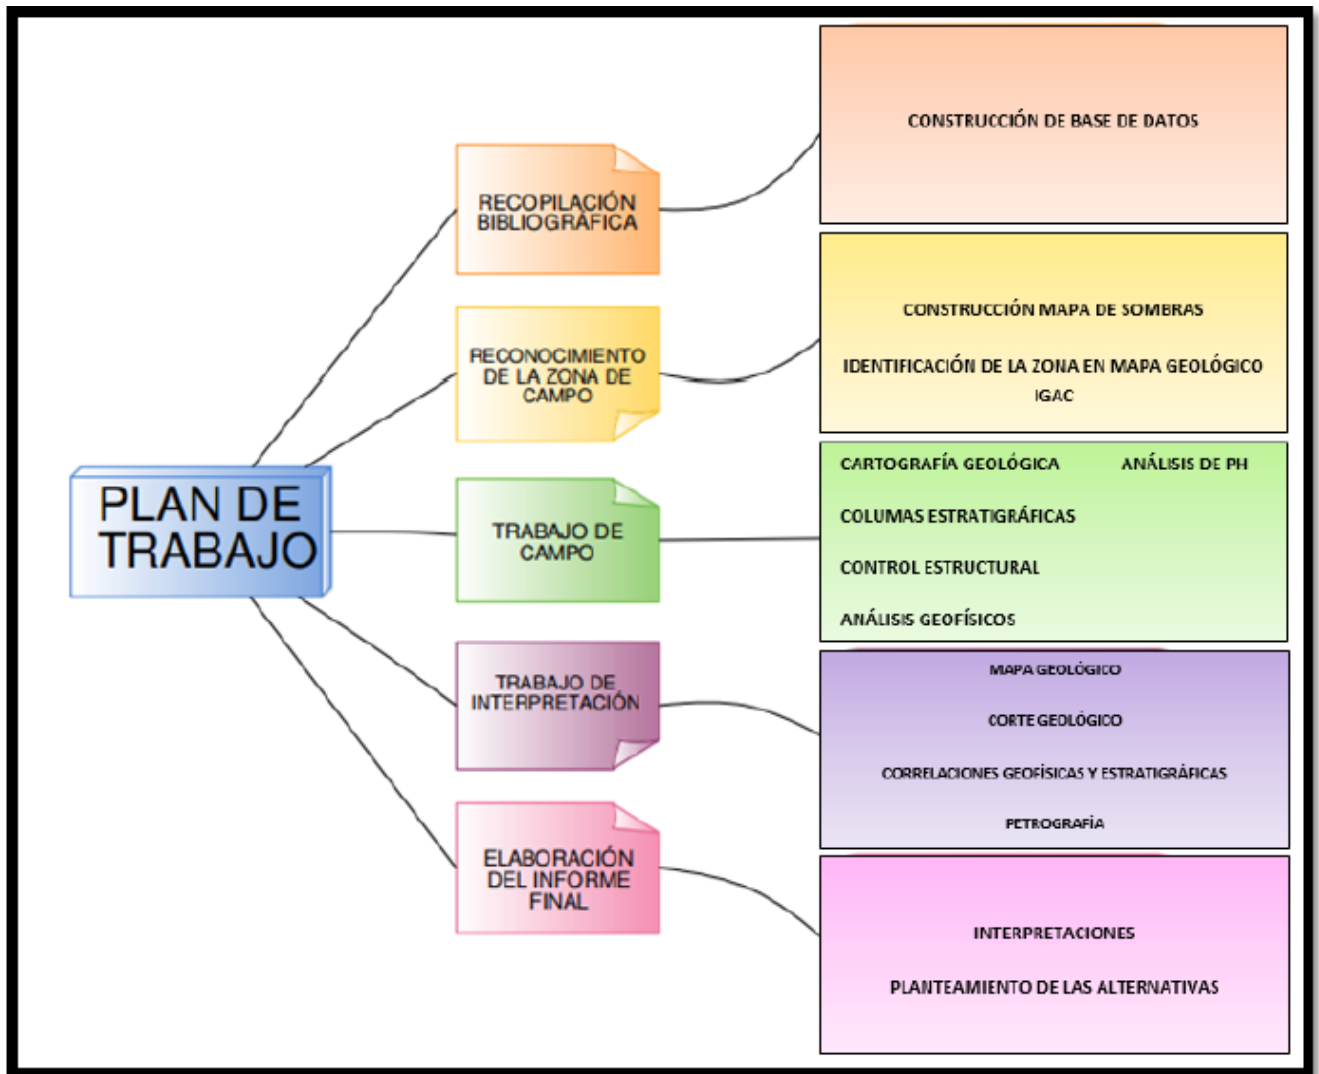 PLAN DE
TRABAJO
RECOPILACIÓN
BIBLIOGRÁFICA
CONSTRUCCIÓN DE BASE DE DATOS
RECONOCIMIENTO
DE LA ZONA DE
CAMPO
CONSTRUCCIÓN MAPA DE SOMBRAS
IDENTIFICACIÓN DE LA ZONA EN MAPA GEOLÓGICO
IGAC
TRABAJO DE
CAMPO
CARTOGRAFÍA GEOLÓGICA ANÁLISIS DE PH
COLUMAS ESTRATIGRÁFICAS
CONTROL ESTRUCTURAL
ANÁLISIS GEOFÍSICOS
TRABAJO DE
INTERPRETACIÓN
MAPA GEOLÓGICO
CORTE GEOLÓGICO
CORRELACIONES GEOFÍSICAS Y ESTRATIGRÁFICAS
PETROGRAFÍA
ELABORACIÓN
DEL INFORME
FINAL
INTERPRETACIONES
PLANTEAMIENTO DE LAS ALTERNATIVAS